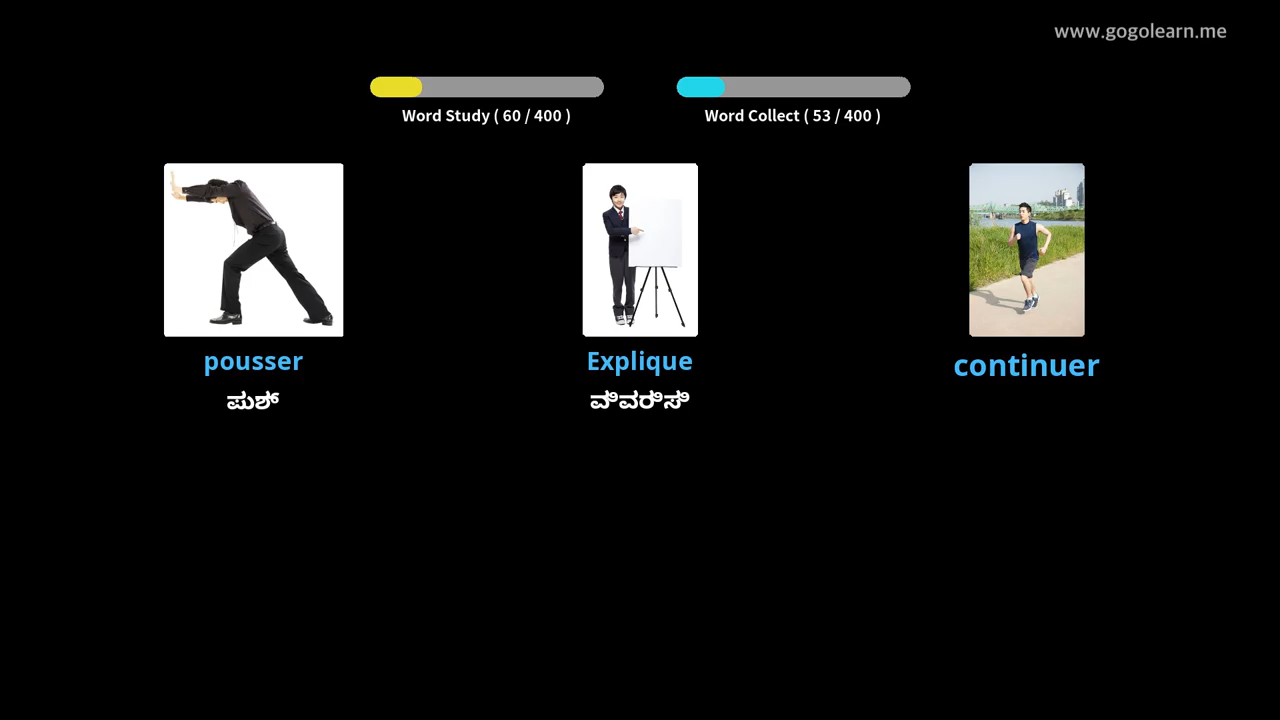 www.gogolearn.me
Word Study ( 60 / 400 )
Word Collect ( 53 / 400 )
pousser
Explique
continuer
ಪುಶ್
ವಿವರಿಸಿ